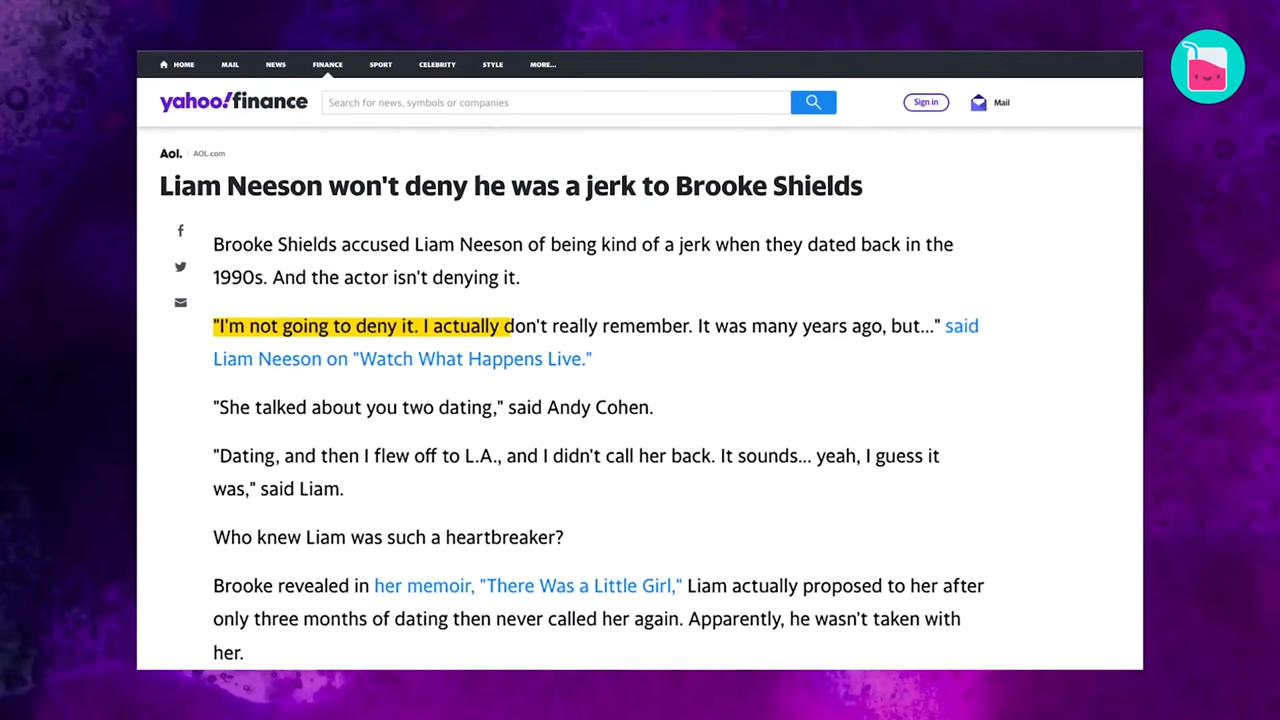 HOME MAIL NEWS FINANCE SPORT CELEBRITY STYLE MORE...
yahoo!finance Search for news, symbols or companies Sign in Mail
Aol. AOL.com
Liam Neeson won't deny he was a jerk to Brooke Shields
Brooke Shields accused Liam Neeson of being kind of a jerk when they dated back in the
1990s. And the actor isn't denying it.
"I'm not going to deny it. I actually don't really remember. It was many years ago, but..." said
Liam Neeson on "Watch What Happens Live."
"She talked about you two dating," said Andy Cohen.
"Dating, and then I flew off to L.A., and I didn't call her back. It sounds... yeah, I guess it
was," said Liam.
Who knew Liam was such a heartbreaker?
Brooke revealed in her memoir, "There Was a Little Girl," Liam actually proposed to her after
only three months of dating then never called her again. Apparently, he wasn't taken with
her.